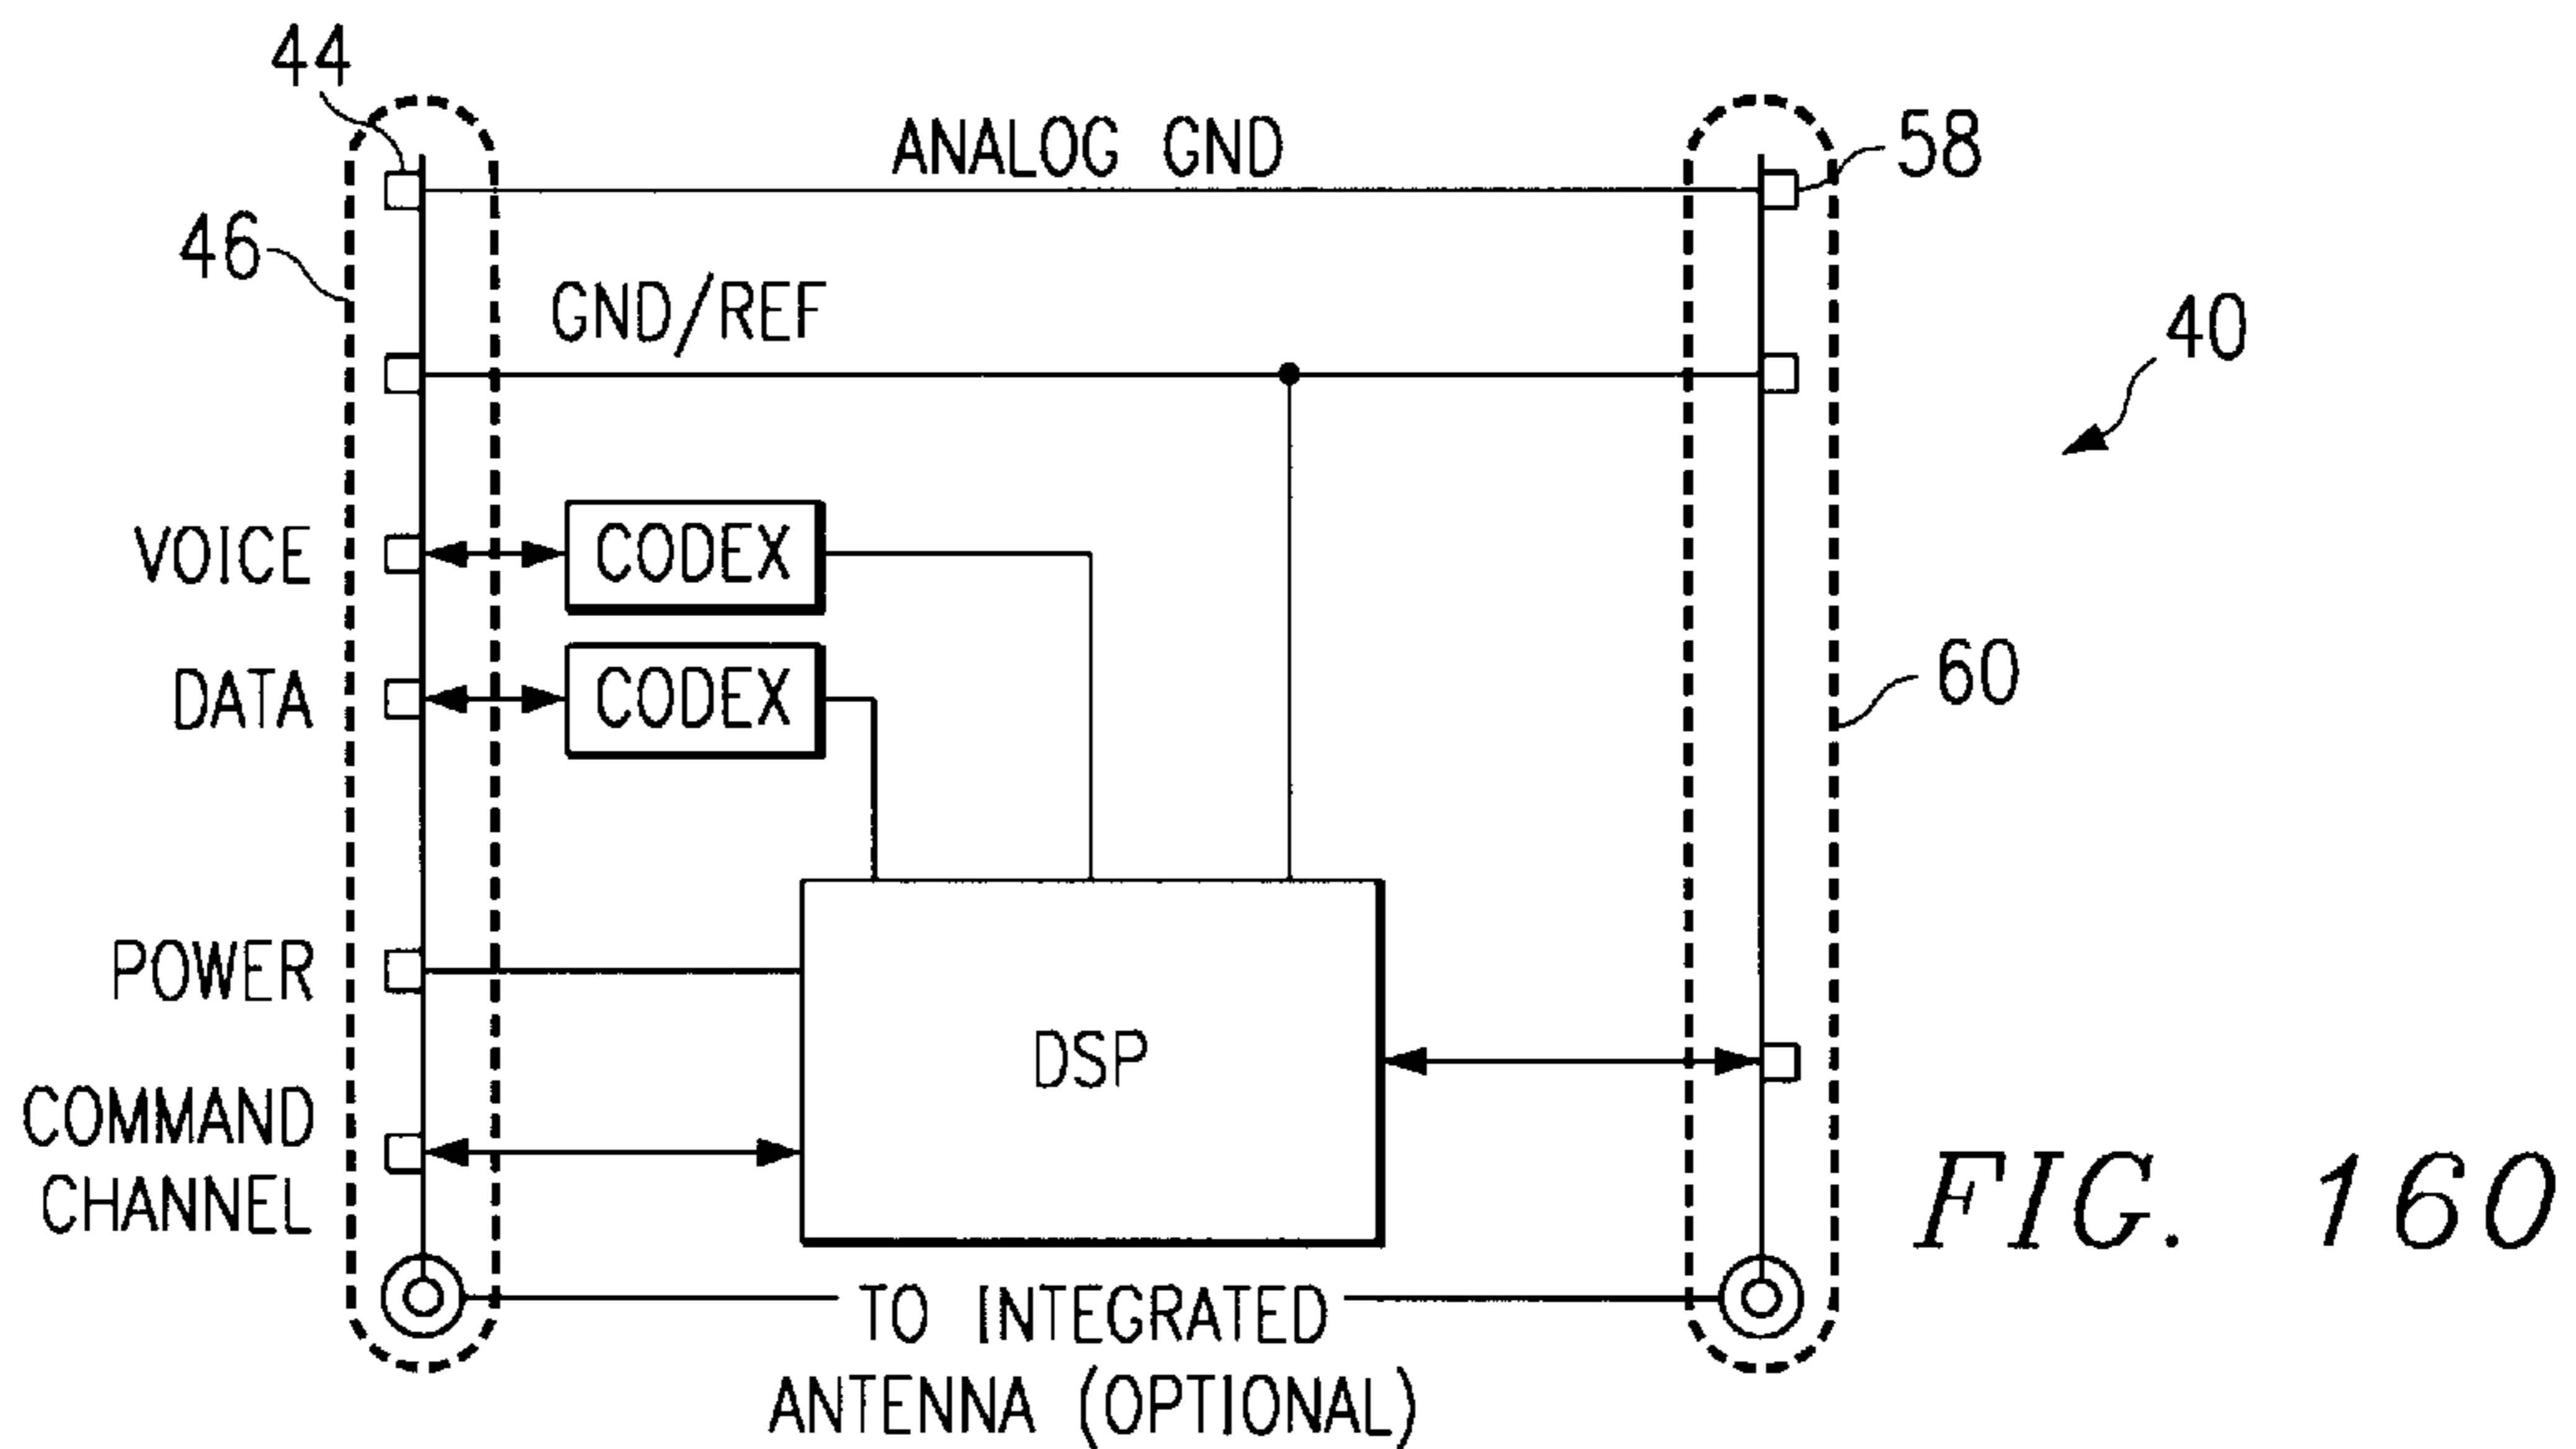 44
ANALOG GND
58
46
GND/REF
40
VOICE
CODEX
DATA
CODEX
60
POWER
DSP
COMMAND
CHANNEL
FIG. 160
TO INTEGRATED
ANTENNA (OPTIONAL)